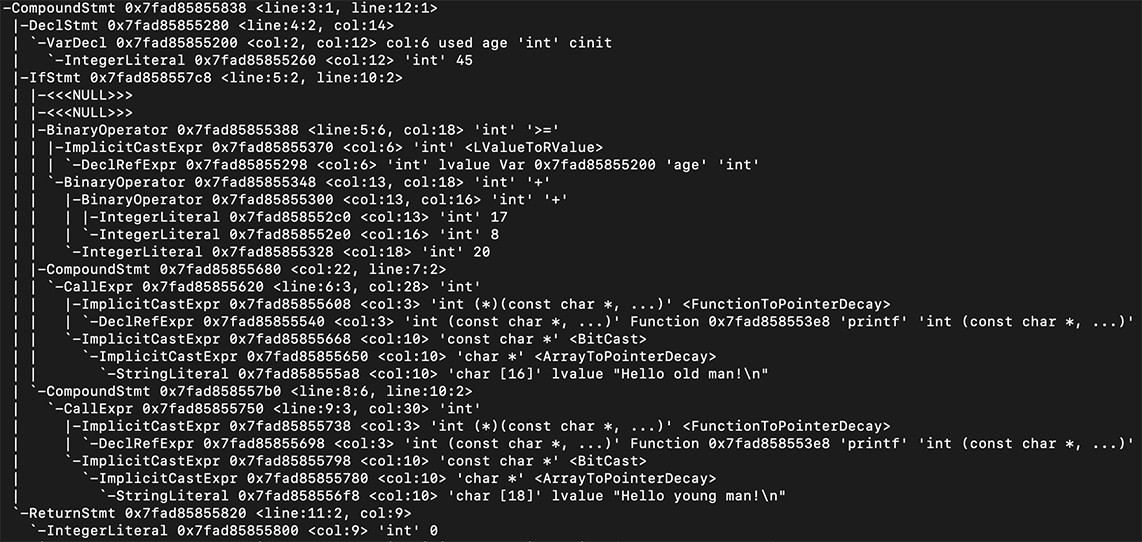 -CompoundStmt 0x7fad85855838 <line:3:1, line:12:1>
|-DeclStmt 0x7fad85855280 <line:4:2, col:14>
| `-VarDecl 0x7fad85855200 <col:2, col:12> col:6 used age 'int' cinit
|   `-IntegerLiteral 0x7fad85855260 <col:12> 'int' 45
|-IfStmt 0x7fad858557c8 <line:5:2, line:10:2>
| |-<<<NULL>>>
| |-<<<NULL>>>
| |-BinaryOperator 0x7fad85855388 <line:5:6, col:18> 'int' '>='
| | |-ImplicitCastExpr 0x7fad85855370 <col:6> 'int' <LValueToRValue>
| | | `-DeclRefExpr 0x7fad85855298 <col:6> 'int' lvalue Var 0x7fad85855200 'age' 'int'
| | `-BinaryOperator 0x7fad85855348 <col:13, col:18> 'int' '+'
| |   |-BinaryOperator 0x7fad85855300 <col:13, col:16> 'int' '+'
| |   | |-IntegerLiteral 0x7fad858552c0 <col:13> 'int' 17
| |   | `-IntegerLiteral 0x7fad858552e0 <col:16> 'int' 8
| |   `-IntegerLiteral 0x7fad85855328 <col:18> 'int' 20
| |-CompoundStmt 0x7fad85855680 <col:22, line:7:2>
| | `-CallExpr 0x7fad85855620 <line:6:3, col:28> 'int'
| |   |-ImplicitCastExpr 0x7fad85855608 <col:3> 'int (*)(const char *, ...)' <FunctionToPointerDecay>
| |   | `-DeclRefExpr 0x7fad85855540 <col:3> 'int (const char *, ...)' Function 0x7fad858553e8 'printf' 'int (const char *, ...)'
| |   `-ImplicitCastExpr 0x7fad85855668 <col:10> 'const char *' <BitCast>
| |     `-ImplicitCastExpr 0x7fad85855650 <col:10> 'char *' <ArrayToPointerDecay>
| |       `-StringLiteral 0x7fad858555a8 <col:10> 'char [16]' lvalue "Hello old man!\n"
| `-CompoundStmt 0x7fad858557b0 <line:8:6, line:10:2>
|   `-CallExpr 0x7fad85855750 <line:9:3, col:30> 'int'
|     |-ImplicitCastExpr 0x7fad85855738 <col:3> 'int (*)(const char *, ...)' <FunctionToPointerDecay>
|     | `-DeclRefExpr 0x7fad85855698 <col:3> 'int (const char *, ...)' Function 0x7fad858553e8 'printf' 'int (const char *, ...)'
|     `-ImplicitCastExpr 0x7fad85855798 <col:10> 'const char *' <BitCast>
|       `-ImplicitCastExpr 0x7fad85855780 <col:10> 'char *' <ArrayToPointerDecay>
|         `-StringLiteral 0x7fad858556f8 <col:10> 'char [18]' lvalue "Hello young man!\n"
`-ReturnStmt 0x7fad85855820 <line:11:2, col:9>
  `-IntegerLiteral 0x7fad85855800 <col:9> 'int' 0